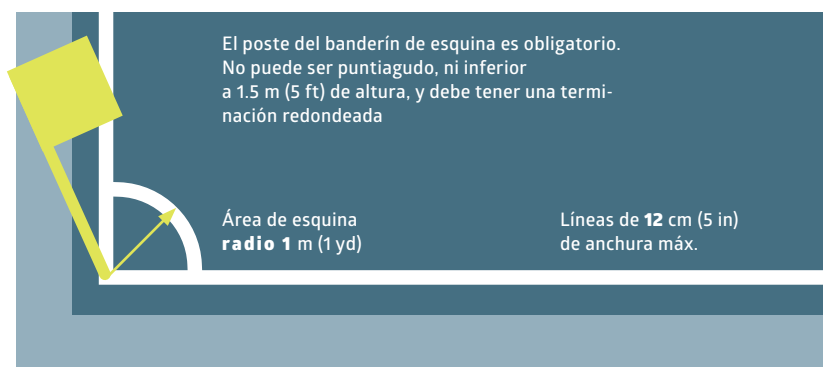 El poste del banderín de esquina es obligatorio.
No puede ser puntiagudo, ni inferior
a 1.5 m (5 ft) de altura, y debe tener una termi-
nación redondeada
Área de esquina
radio 1 m (1 yd)
Líneas de 12 cm (5 in)
de anchura máx.